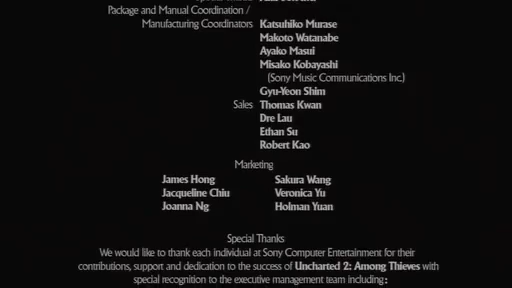 Package and Manual Coordination /
Manufacturing Coordinators Katsuhiko Murase
Makoto Watanabe
Ayako Masui
Misako Kobayashi
(Sony Music Communications Inc.)
Gyu-Yeon Shim
Sales Thomas Kwan
Dre Lau
Ethan Su
Robert Kao
Marketing
James Hong Sakura Wang
Jacqueline Chiu Veronica Yu
Joanna Ng Holman Yuan
Special Thanks
We would like to thank each individual at Sony Computer Entertainment for their
contributions, support and dedication to the success of Uncharted 2: Among Thieves with
special recognition to the executive management team including: